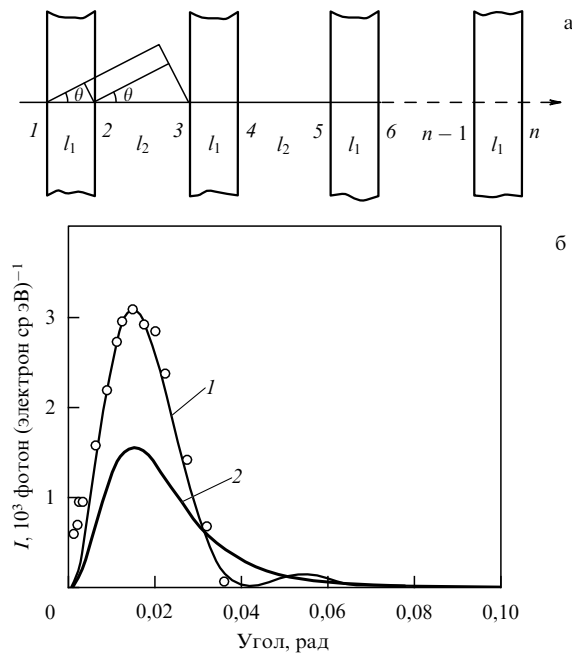 а
θ
θ
1
2
3
4
5
6
n − 1
n
l₁
l₂
l₁
l₂
l₁
l₁
б
I, 10³ фотон (электрон ср эВ)⁻¹
3
2
1
1
2
0
0,02
0,04
0,06
0,08
0,10
Угол, рад